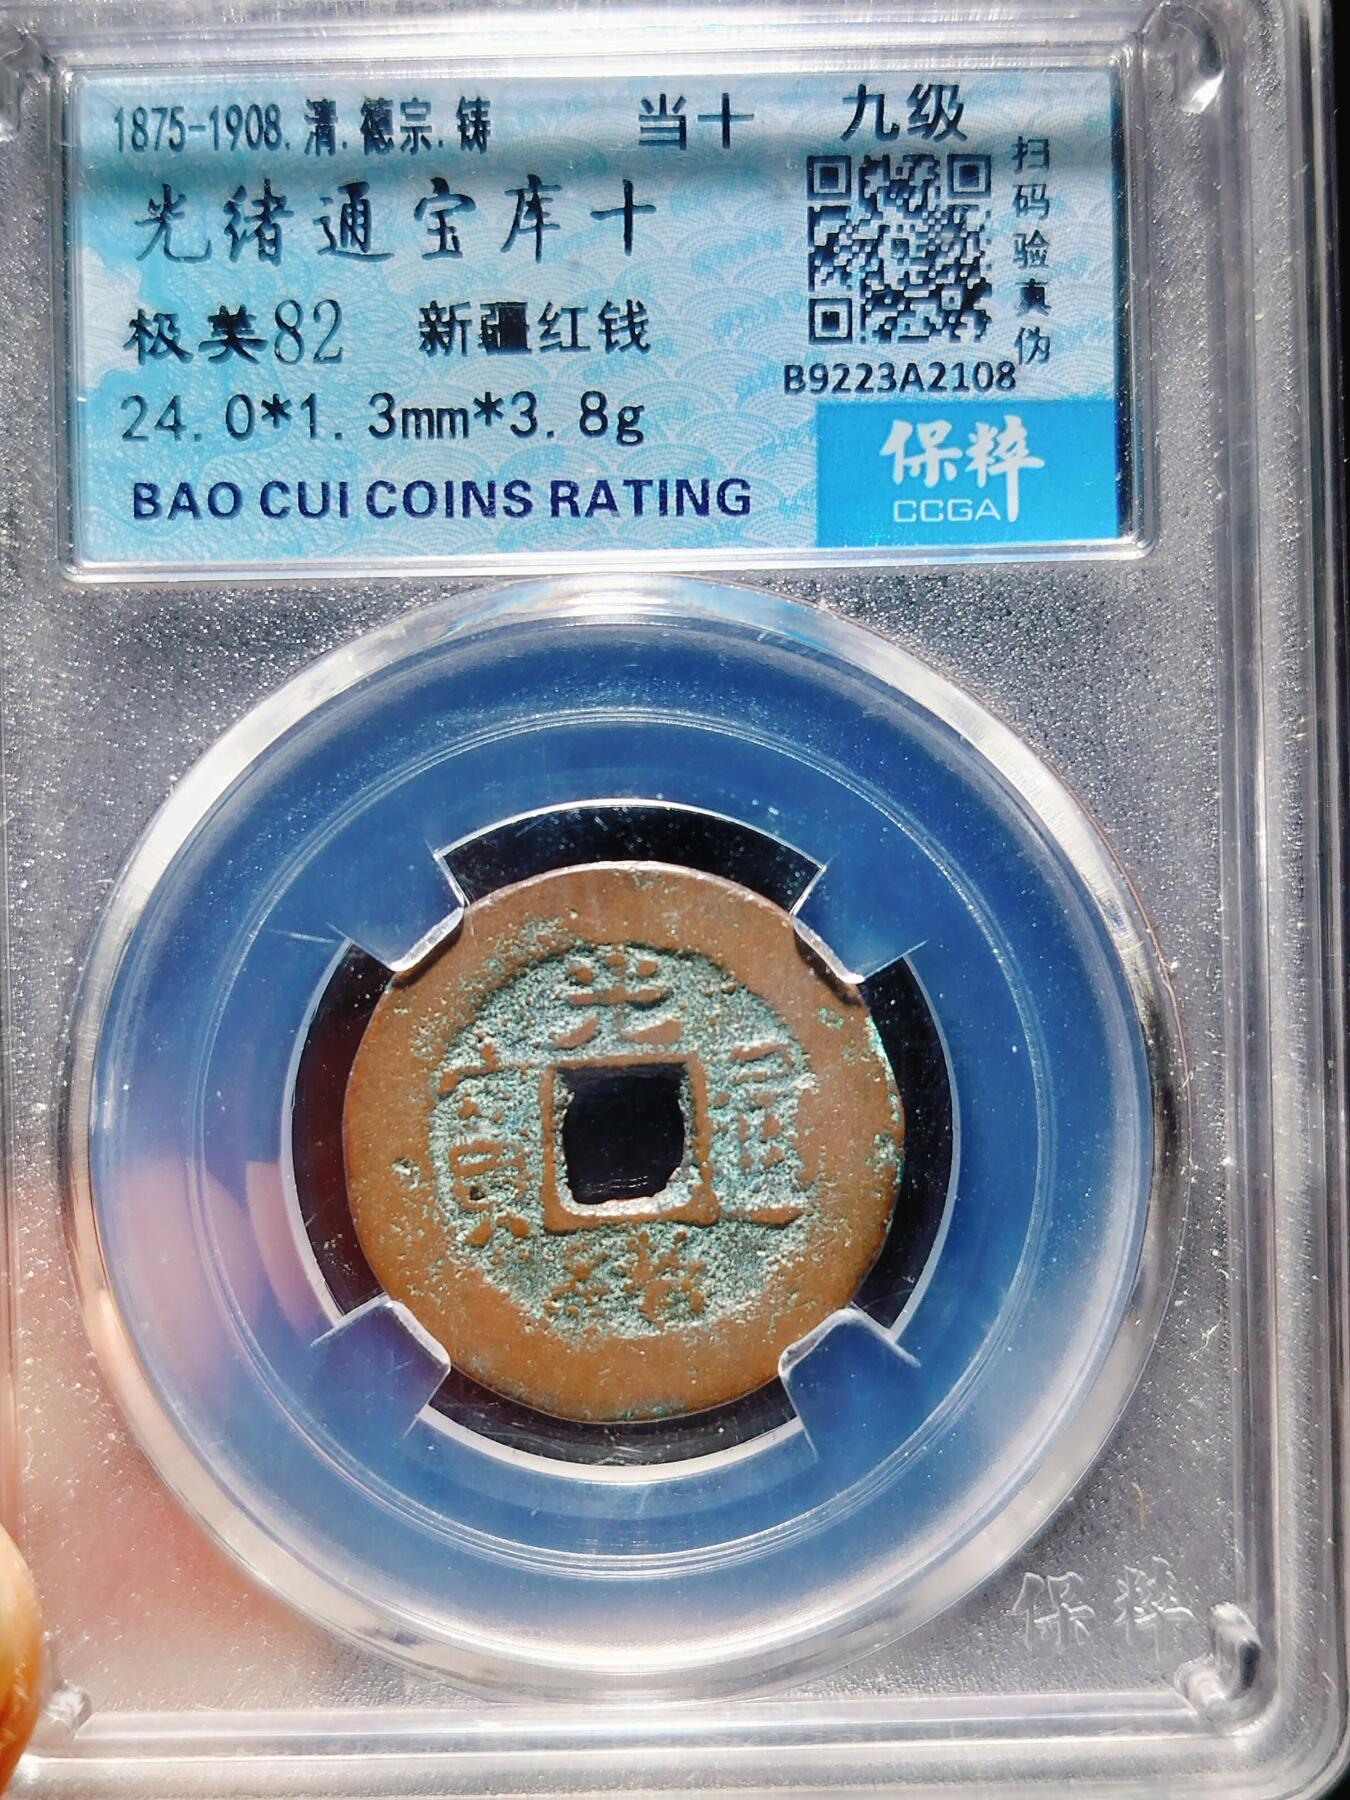 1875-1908.清.德宗.铸 当十 九级
光绪通宝库十
扫码验真伪
极美82 新疆红钱
B9223A2108
24.0*1.3mm*3.8g
BAO CUI COINS RATING
保粹
CCGA
光
寳 通
緒
保粹